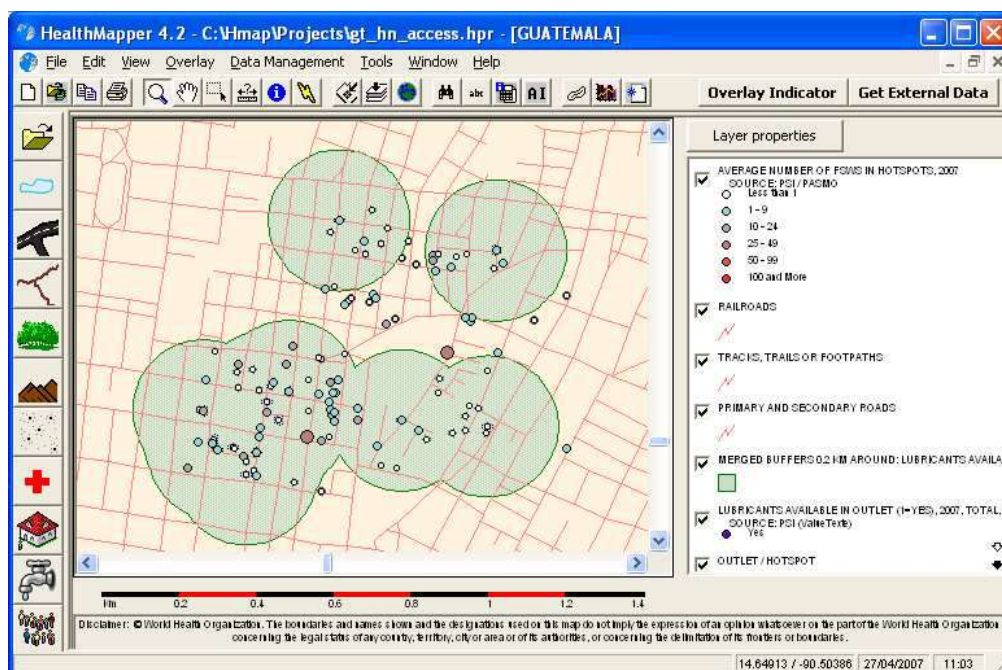 HealthMapper 4.2 - C:\Hmap\Projects\gt_hn_access.hpr - [GUATEMALA]
File Edit View Overlay Data Management Tools Window Help
abc AI Overlay Indicator Get External Data
Layer properties
AVERAGE NUMBER OF FSWS IN HOTSPOTS, 2007
SOURCE: PSI / PASMO
Less than 1
1 - 9
10 - 24
25 - 49
50 - 99
100 and More
RAILROADS
TRACKS, TRAILS OR FOOTPATHS
PRIMARY AND SECONDARY ROADS
MERGED BUFFERS 0.2 KM AROUND: LUBRICANTS AVAILA
LUBRICANTS AVAILABLE IN OUTLET (1=YES), 2007, TOTAL,
SOURCE: PSI (ValueTexte)
Yes
OUTLET / HOTSPOT
Km 0.2 0.4 0.6 0.8 1 1.2 1.4
Disclaimer: © World Health Organization. The boundaries and names shown and the designations used on this map do not imply the expression of an opinion whatsoever on the part of the World Health Organization
concerning the legal status of any country, territory, city or area or of its authorities, or concerning the delimitation of its frontiers or boundaries.
14.64913 / -90.50386 27/04/2007 11:03